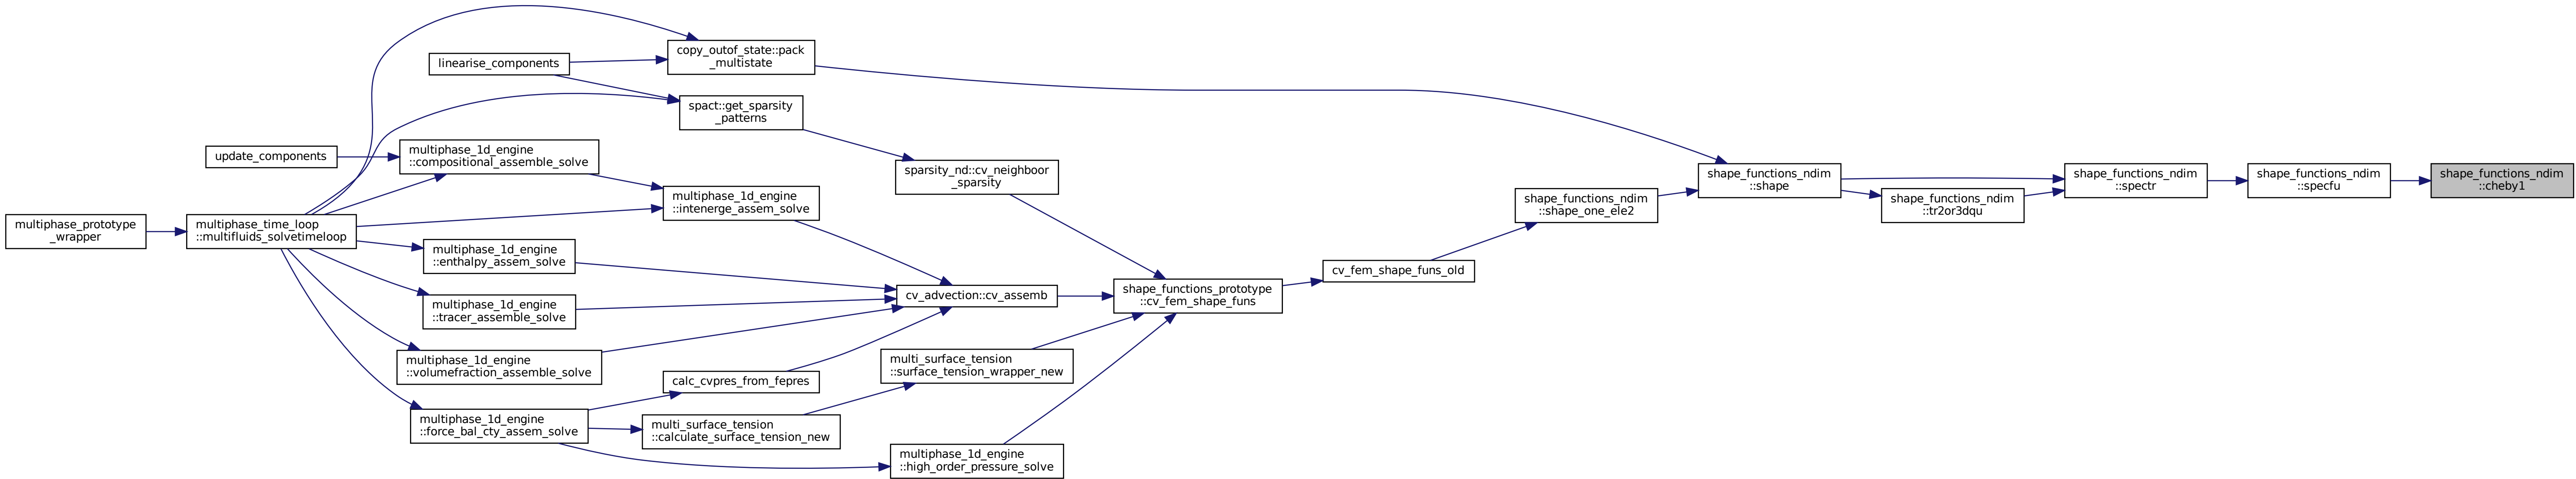 multiphase_prototype
_wrapper
multiphase_time_loop
::multifluids_solvetimeloop
update_components
linearise_components
multiphase_1d_engine
::compositional_assemble_solve
multiphase_1d_engine
::enthalpy_assem_solve
multiphase_1d_engine
::tracer_assemble_solve
multiphase_1d_engine
::volumefraction_assemble_solve
multiphase_1d_engine
::force_bal_cty_assem_solve
copy_outof_state::pack
_multistate
spact::get_sparsity
_patterns
multiphase_1d_engine
::intenerge_assem_solve
calc_cvpres_from_fepres
multi_surface_tension
::calculate_surface_tension_new
sparsity_nd::cv_neighboor
_sparsity
cv_advection::cv_assemb
multi_surface_tension
::surface_tension_wrapper_new
multiphase_1d_engine
::high_order_pressure_solve
shape_functions_prototype
::cv_fem_shape_funs
cv_fem_shape_funs_old
shape_functions_ndim
::shape_one_ele2
shape_functions_ndim
::shape
shape_functions_ndim
::tr2or3dqu
shape_functions_ndim
::spectr
shape_functions_ndim
::specfu
shape_functions_ndim
::cheby1